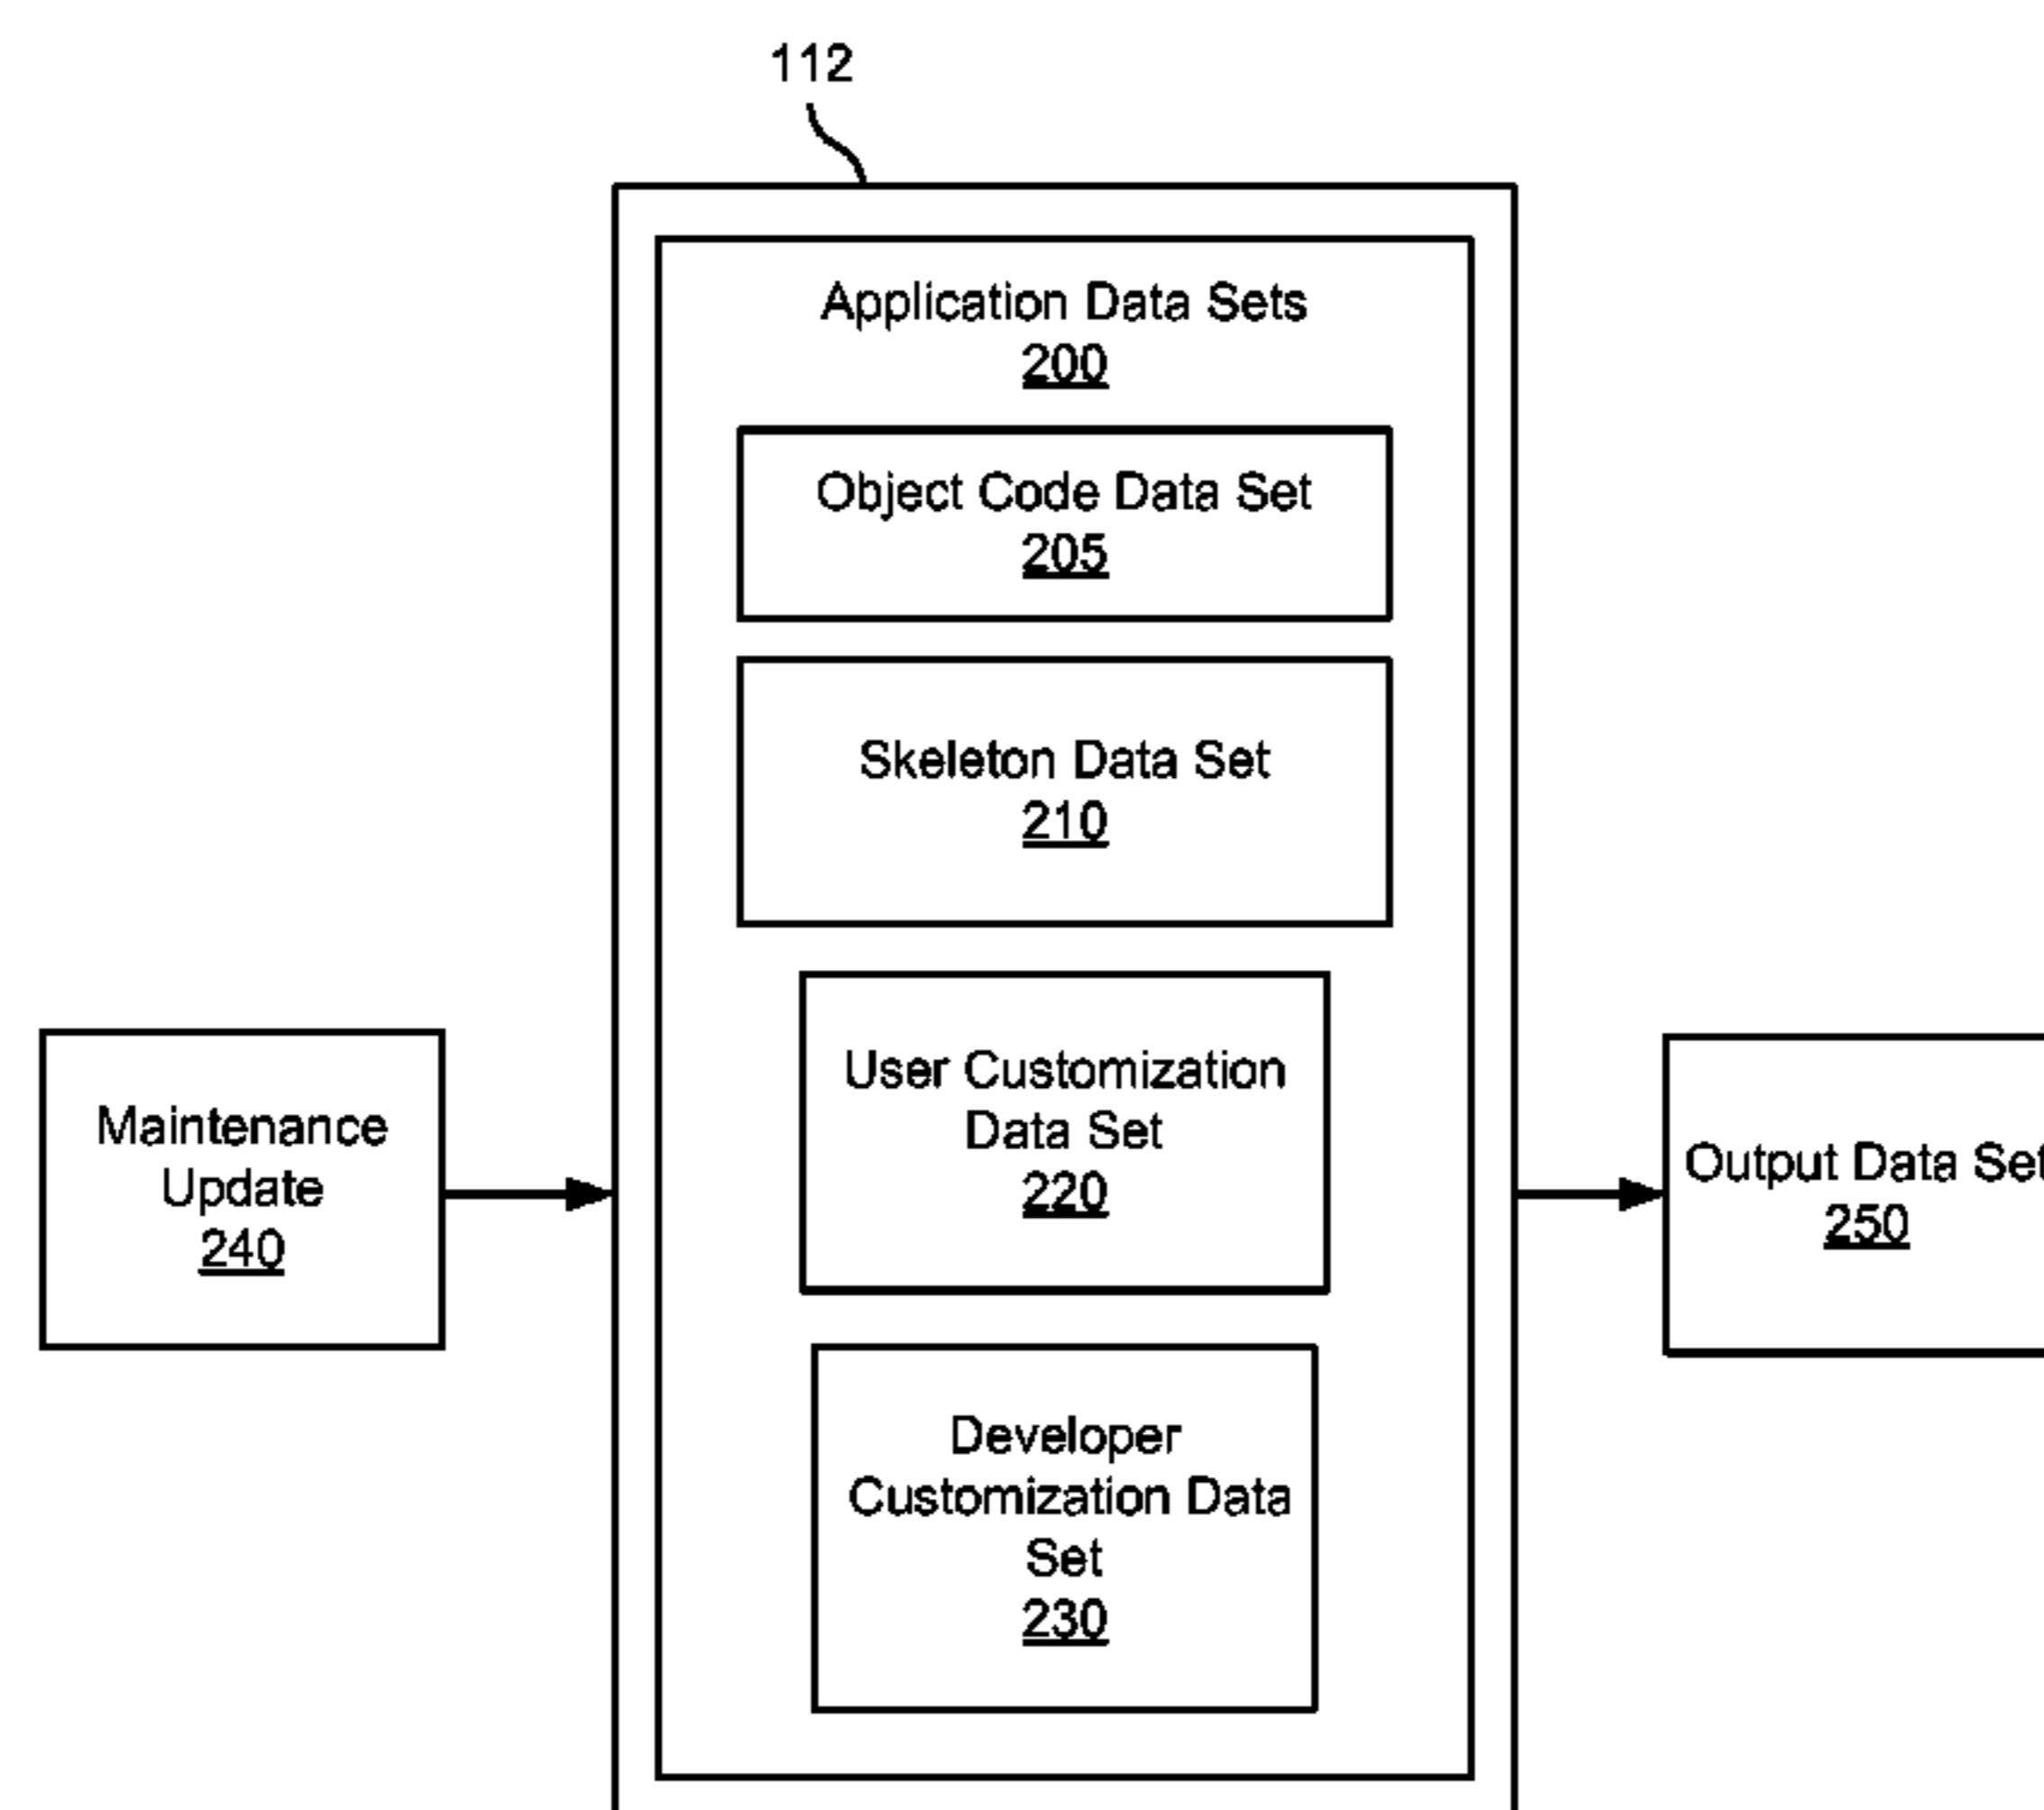 112
Application Data Sets
200
Object Code Data Set
205
Skeleton Data Set
210
User Customization
Data Set
220
Developer
Customization Data
Set
230
Maintenance
Update
240
Output Data Set
250